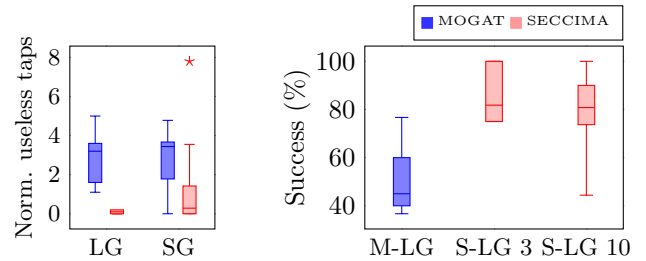 MOGAT SECCIMA
Norm. useless taps
8
6
4
2
0
LG SG
Success (%)
100
80
60
40
M-LG S-LG 3 S-LG 10